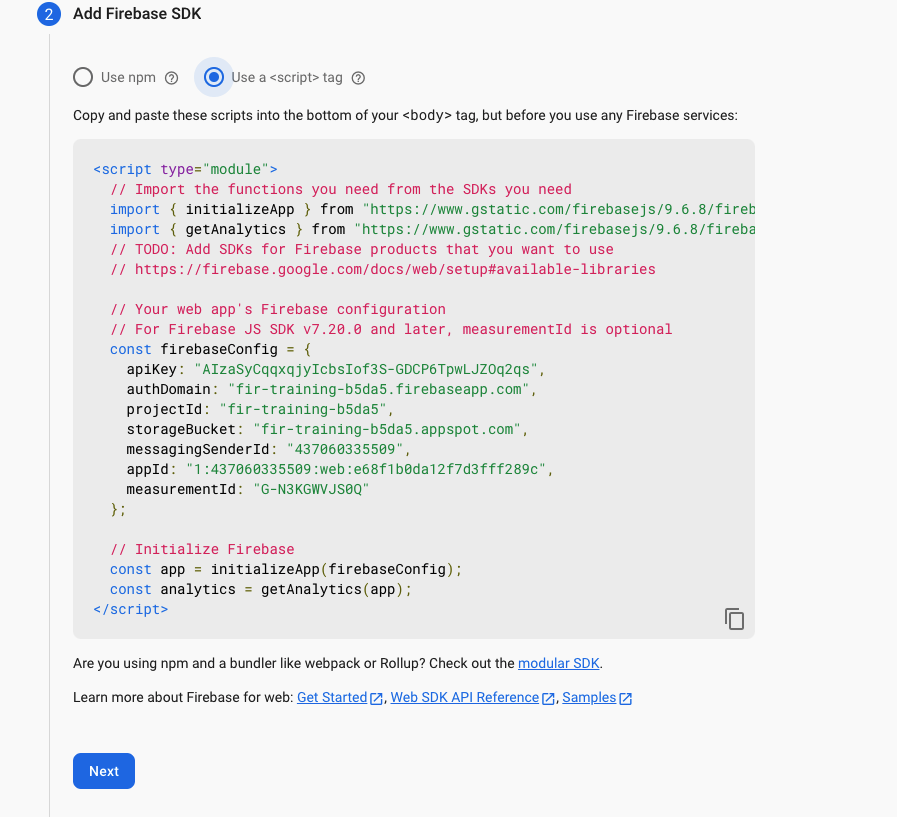 2 Add Firebase SDK
Use npm ? Use a <script> tag ?
Copy and paste these scripts into the bottom of your <body> tag, but before you use any Firebase services:
<script type="module">
// Import the functions you need from the SDKs you need
import { initializeApp } from "https://www.gstatic.com/firebasejs/9.6.8/fireb
import { getAnalytics } from "https://www.gstatic.com/firebasejs/9.6.8/fireba
// TODO: Add SDKs for Firebase products that you want to use
// https://firebase.google.com/docs/web/setup#available-libraries
// Your web app's Firebase configuration
// For Firebase JS SDK v7.20.0 and later, measurementId is optional
const firebaseConfig = {
apiKey: "AIzaSyCqqxqjyIcbsIof3S-GDCP6TpwLJZOq2qs",
authDomain: "fir-training-b5da5.firebaseapp.com",
projectId: "fir-training-b5da5",
storageBucket: "fir-training-b5da5.appspot.com",
messagingSenderId: "437060335509",
appId: "1:437060335509:web:e68f1b0da12f7d3fff289c",
measurementId: "G-N3KGWVJS0Q"
};
// Initialize Firebase
const app = initializeApp(firebaseConfig);
const analytics = getAnalytics(app);
</script>
Are you using npm and a bundler like webpack or Rollup? Check out the modular SDK.
Learn more about Firebase for web: Get Started, Web SDK API Reference, Samples
Next